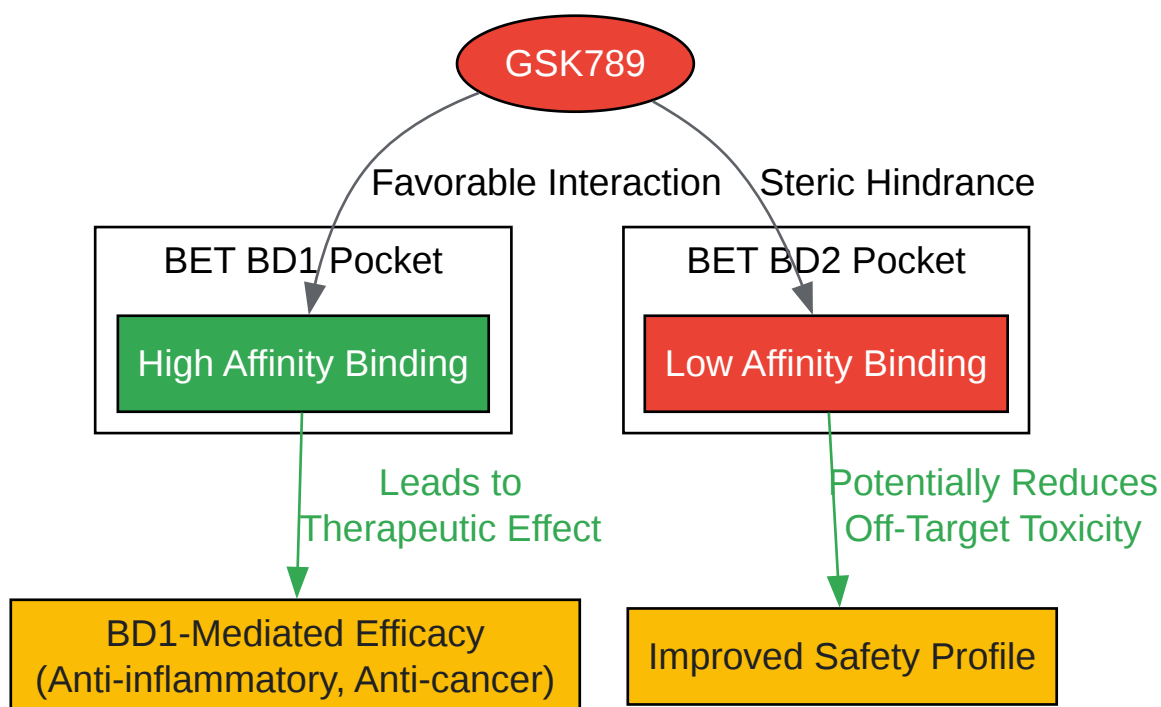 GSK789
Favorable Interaction
Steric Hindrance
BET BD1 Pocket
BET BD2 Pocket
High Affinity Binding
Low Affinity Binding
Leads to
Therapeutic Effect
Potentially Reduces
Off-Target Toxicity
BD1-Mediated Efficacy
(Anti-inflammatory, Anti-cancer)
Improved Safety Profile